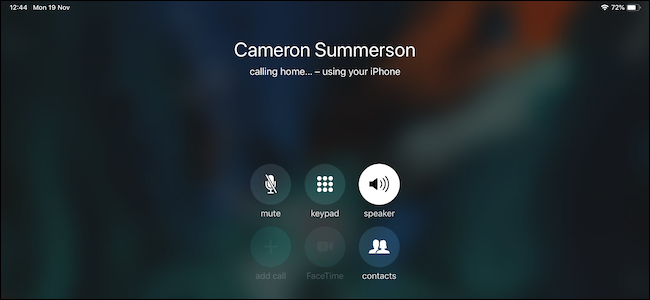 12:44 Mon 19 Nov 72%
Cameron Summerson
calling home... – using your iPhone
mute keypad speaker
add call FaceTime contacts